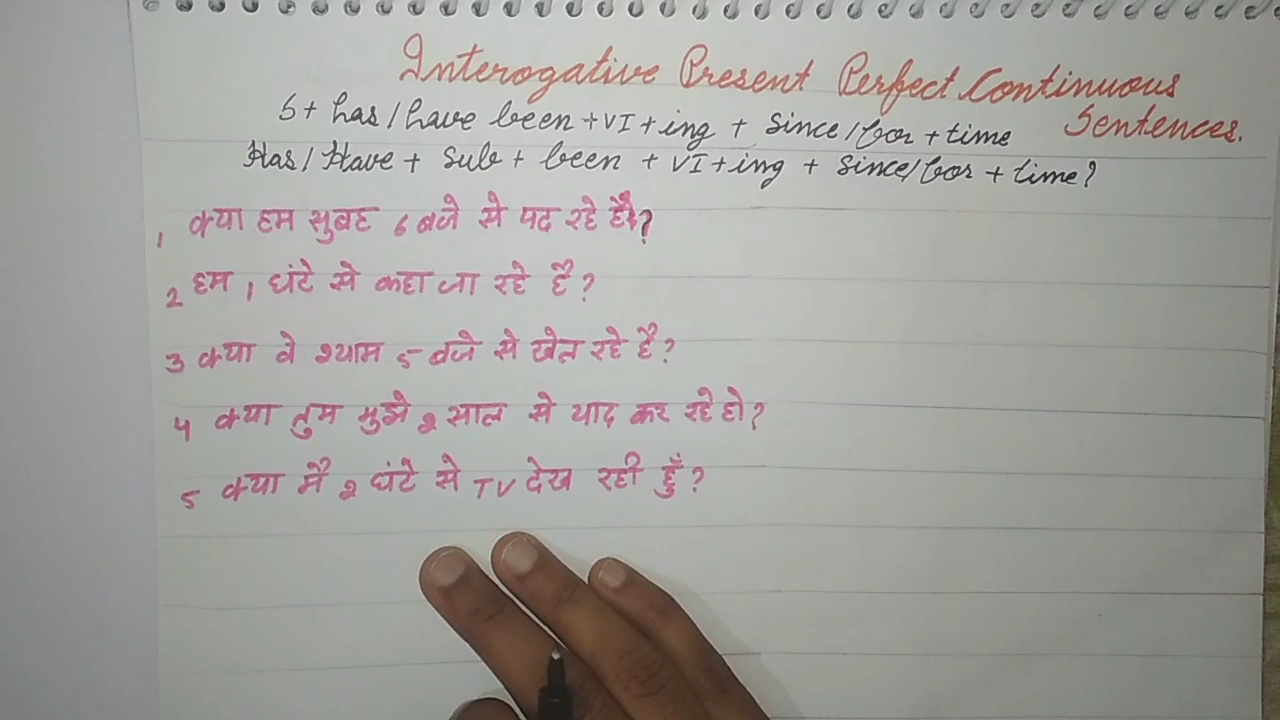 Interogative Present Perfect Continuous
Sentences.
S+ has/have been +VI+ing + Since/for + time
Has/Have + Sub + been + VI+ing + Since/for + time?
1 क्या हम सुबह 6 बजे से पढ रहे हैं?
2 हम 1 घंटे से कहा जा रहे है?
3 क्या वे श्याम 5 बजे से खेल रहे है?
4 क्या तुम मुझे 2 साल से याद कर रहे हो?
5 क्या मै 2 घंटे से TV देख रही हुँ?